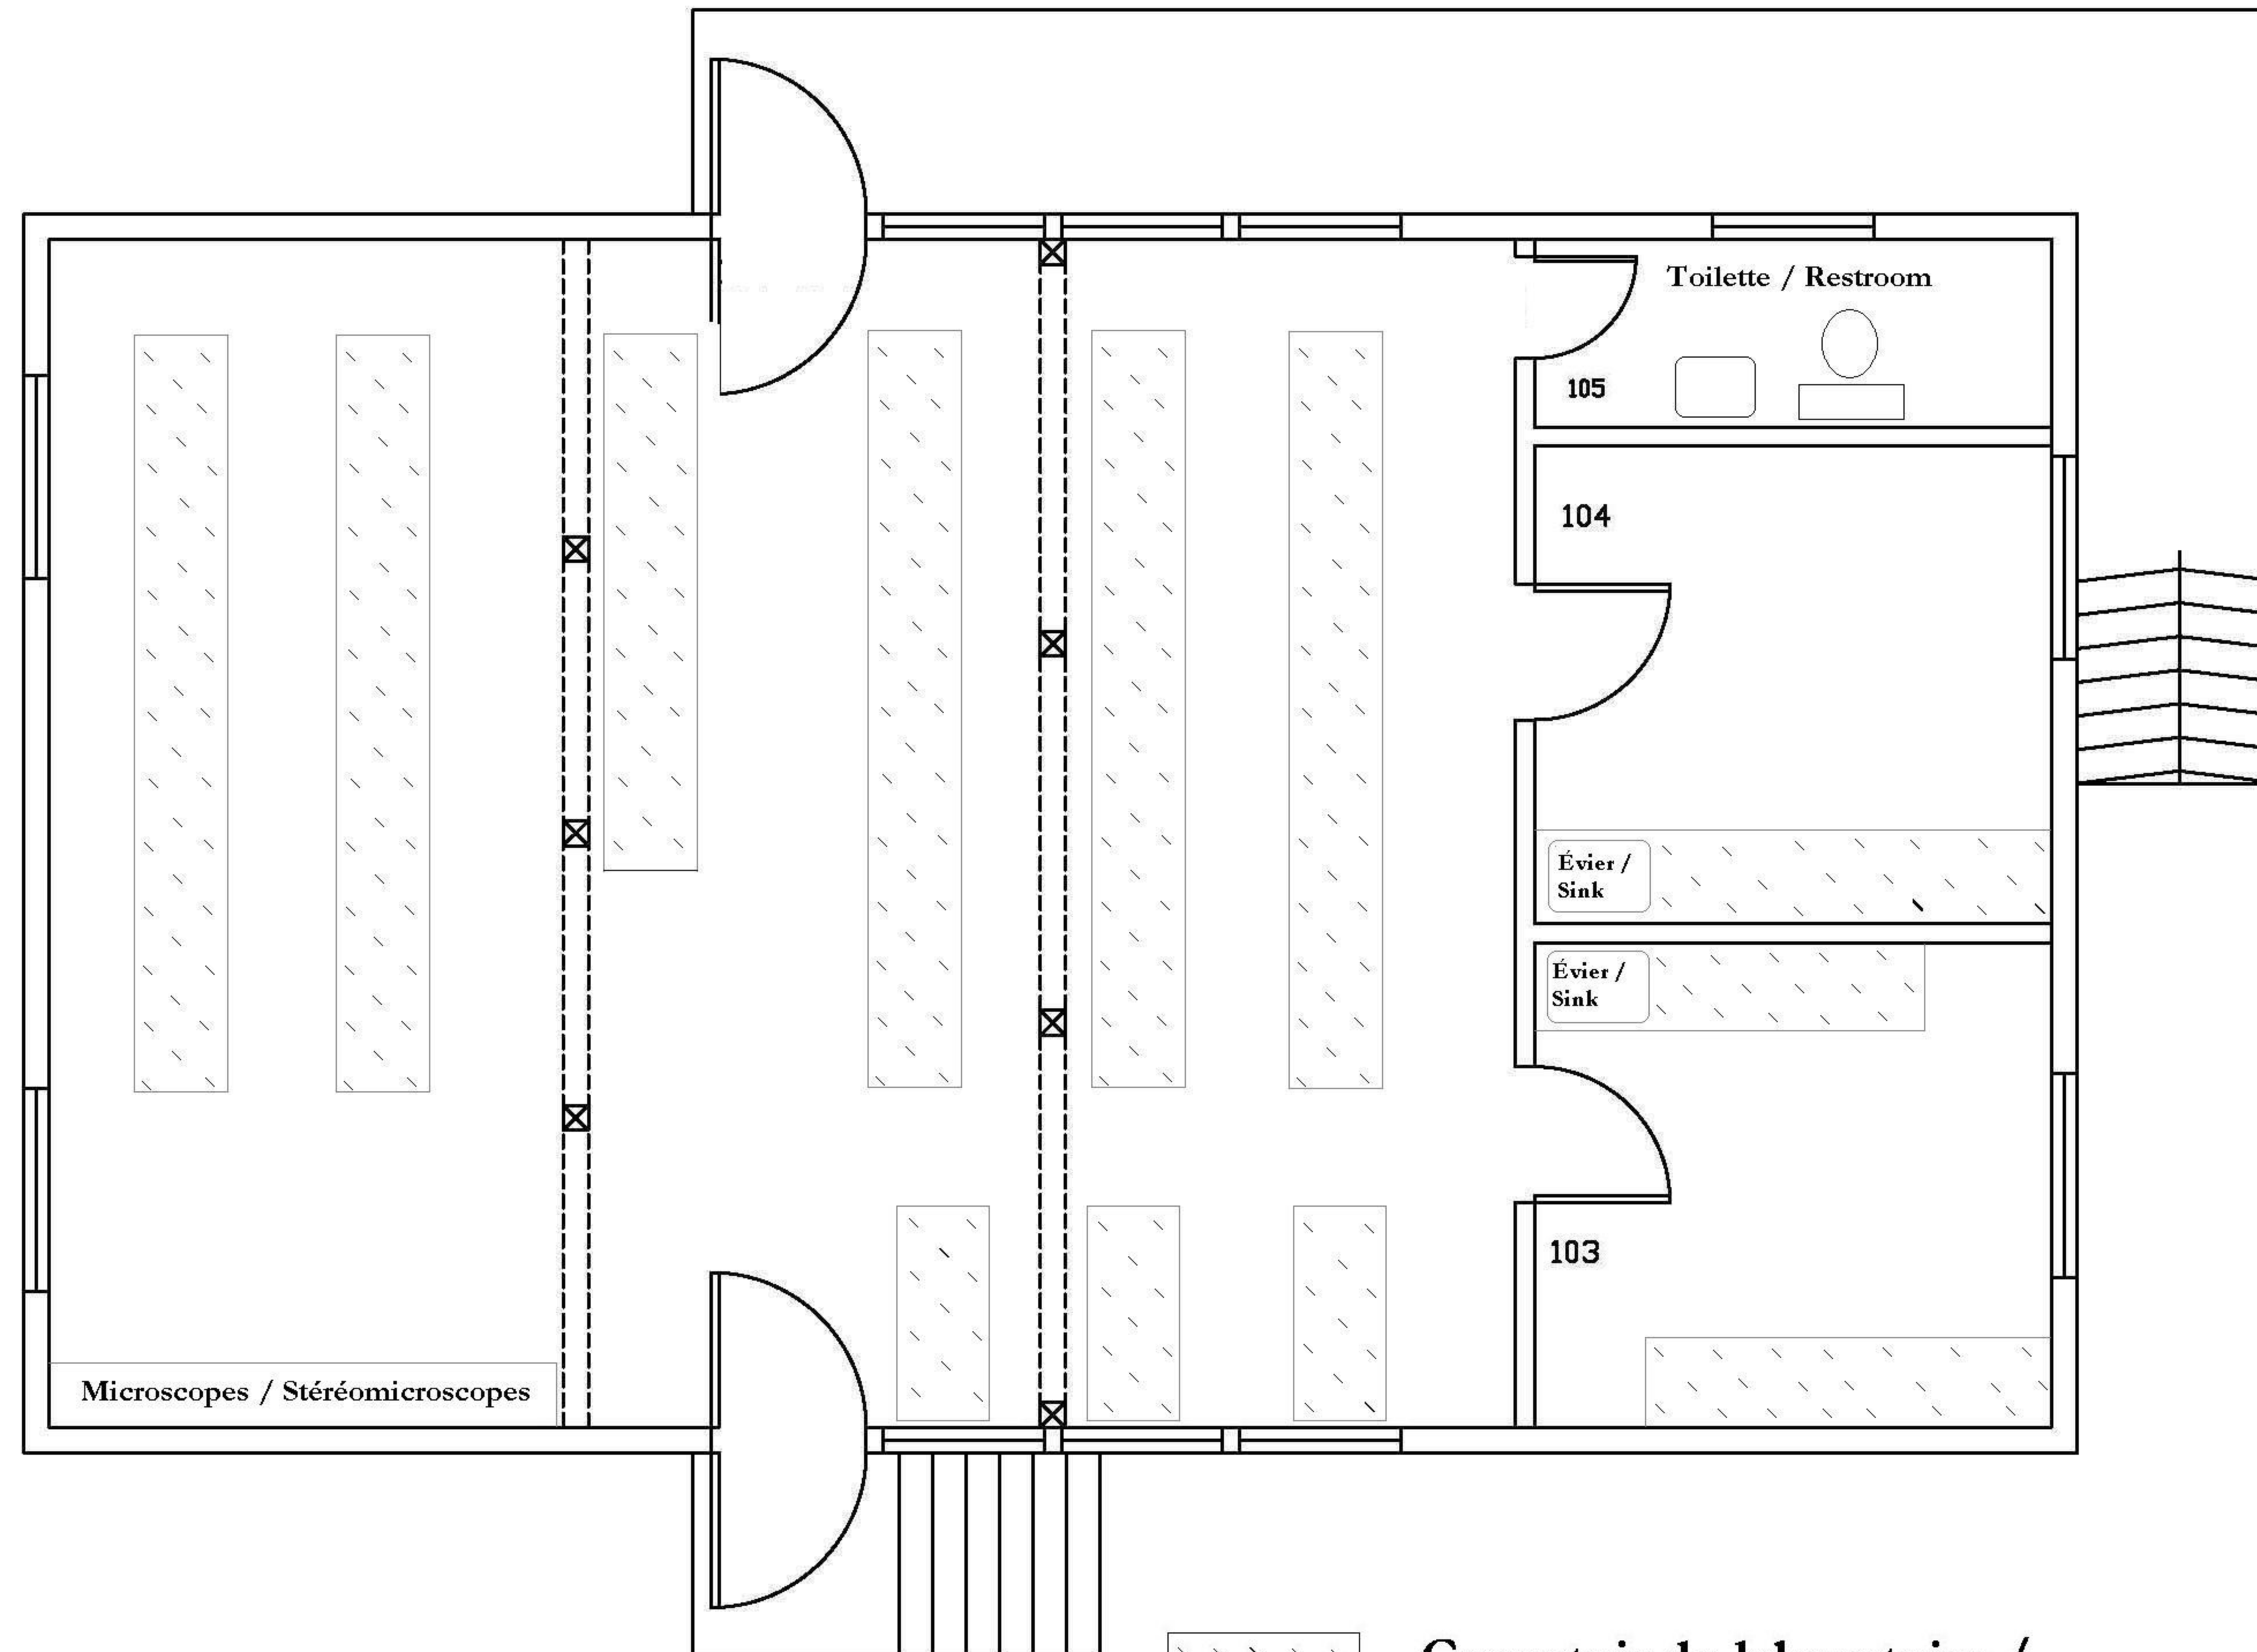 Toilette / Restroom
105
104
Évier /
Sink
Évier /
Sink
103
Microscopes / Stéréomicroscopes